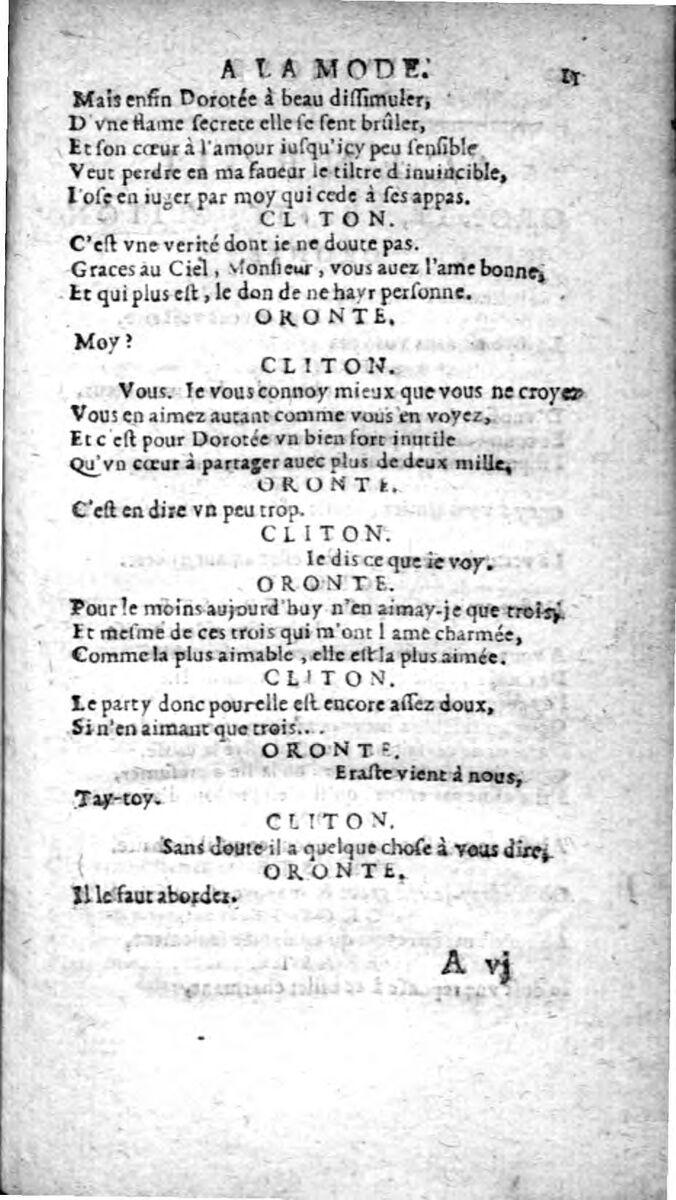 A LA MODE. 11
Mais enfin Dorotée à beau dissimuler,
D'vne flame secrete elle se sent brûler,
Et son cœur à l'amour iusqu'icy peu sensible
Veut perdre en ma faueur le tiltre d inuincible,
I'ose en iuger par moy qui cede à ses appas.
CLITON.
C'est vne verité dont ie ne doute pas.
Graces au Ciel, Monsieur, vous auez l'ame bonne,
Et qui plus est, le don de ne hayr personne.
ORONTE.
Moy?
CLITON.
Vous. Ie vous connoy mieux que vous ne croyez
Vous en aimez autant comme vous en voyez,
Et c'est pour Dorotée vn bien fort inutile
Qu'vn cœur à partager auec plus de deux mille,
ORONTE.
C'est en dire vn peu trop.
CLITON.
Ie dis ce que ie voy.
ORONTE.
Pour le moins aujourd'huy n'en aimay-je que trois,
Et mesme de ces trois qui m'ont l ame charmée,
Comme la plus aimable, elle est la plus aimée.
CLITON.
Le party donc pour elle est encore assez doux,
Si n'en aimant que trois...
ORONTE.
Eraste vient à nous,
Tay-toy.
CLITON.
Sans doute il a quelque chose à vous dire,
ORONTE.
Il le faut aborder.
A vj